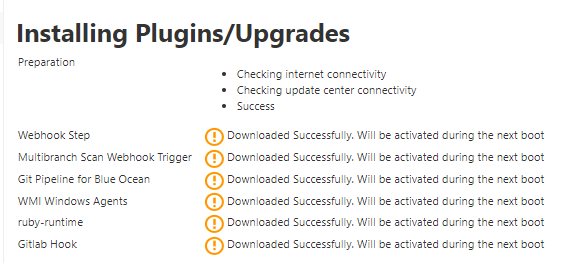 Installing Plugins/Upgrades
Preparation
Checking internet connectivity
Checking update center connectivity
Success
Webhook Step Downloaded Successfully. Will be activated during the next boot
Multibranch Scan Webhook Trigger Downloaded Successfully. Will be activated during the next boot
Git Pipeline for Blue Ocean Downloaded Successfully. Will be activated during the next boot
WMI Windows Agents Downloaded Successfully. Will be activated during the next boot
ruby-runtime Downloaded Successfully. Will be activated during the next boot
Gitlab Hook Downloaded Successfully. Will be activated during the next boot